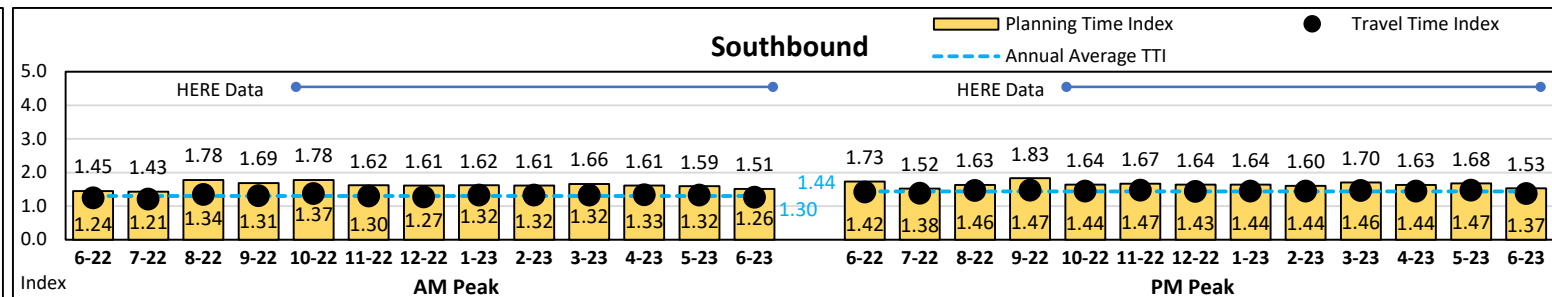 Southbound
Planning Time Index
Travel Time Index
Annual Average TTI
5.0
4.0
3.0
2.0
1.0
0.0
Index
HERE Data
HERE Data
1.45 1.43 1.78 1.69 1.78 1.62 1.61 1.62 1.61 1.66 1.61 1.59 1.51
1.73 1.52 1.63 1.83 1.64 1.67 1.64 1.64 1.60 1.70 1.63 1.68 1.53
1.44
1.30
1.24 1.21 1.34 1.31 1.37 1.30 1.27 1.32 1.32 1.32 1.33 1.32 1.26
1.42 1.38 1.46 1.47 1.44 1.47 1.43 1.44 1.44 1.46 1.44 1.47 1.37
6-22 7-22 8-22 9-22 10-22 11-22 12-22 1-23 2-23 3-23 4-23 5-23 6-23
6-22 7-22 8-22 9-22 10-22 11-22 12-22 1-23 2-23 3-23 4-23 5-23 6-23
AM Peak
PM Peak